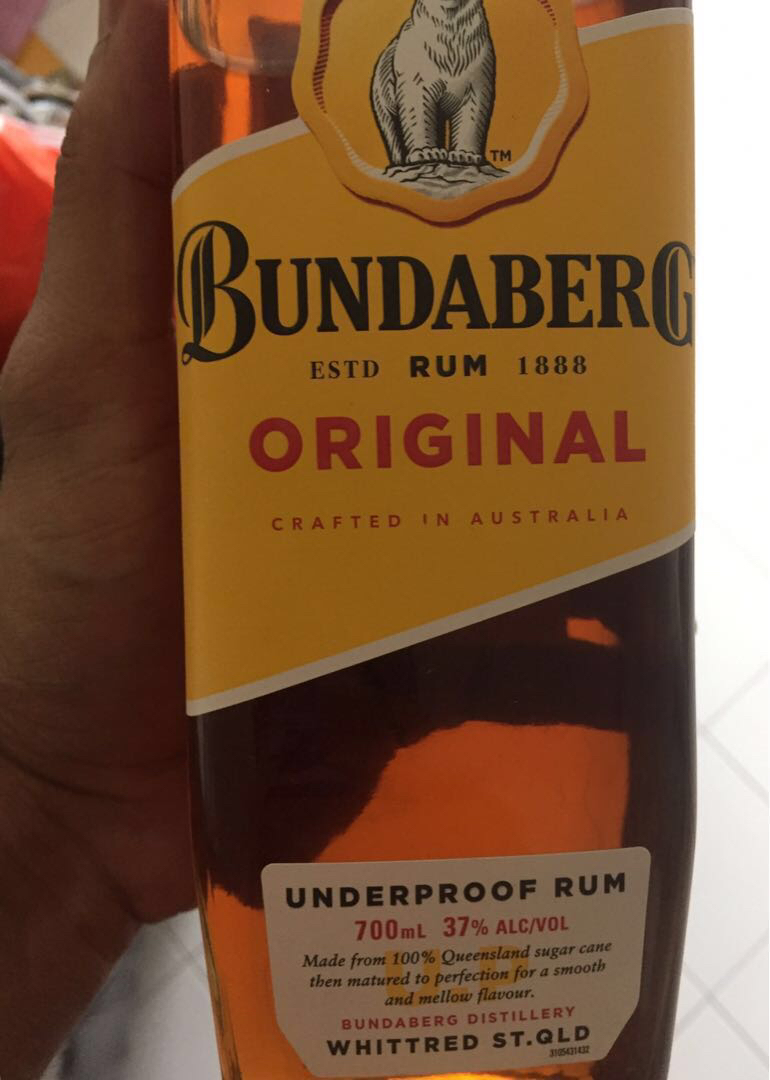 TM
BUNDABERG
ESTD RUM 1888
ORIGINAL
CRAFTED IN AUSTRALIA
UNDERPROOF RUM
700mL 37% ALC/VOL
Made from 100% Queensland sugar cane
then matured to perfection for a smooth
and mellow flavour.
BUNDABERG DISTILLERY
WHITTRED ST.QLD
3105431432